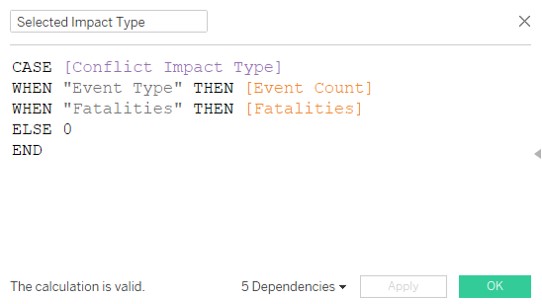 Selected Impact Type
CASE [Conflict Impact Type]
WHEN "Event Type" THEN [Event Count]
WHEN "Fatalities" THEN [Fatalities]
ELSE 0
END
The calculation is valid. 5 Dependencies Apply OK